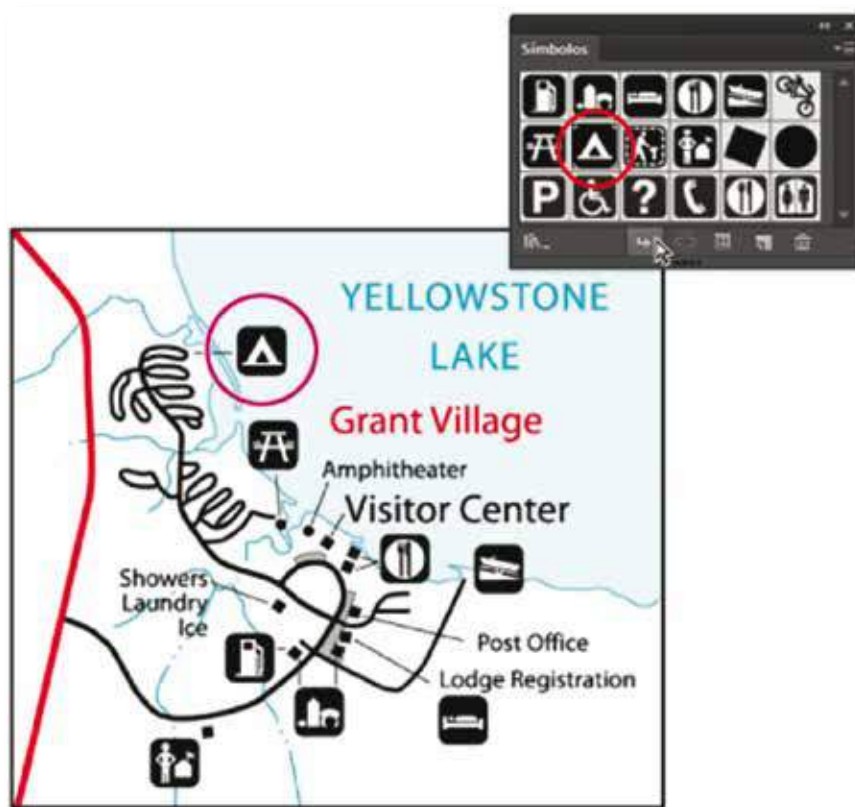 Símbolos
P
?
YELLOWSTONE
LAKE
Grant Village
Amphitheater
Visitor Center
Showers
Laundry
Ice
Post Office
Lodge Registration